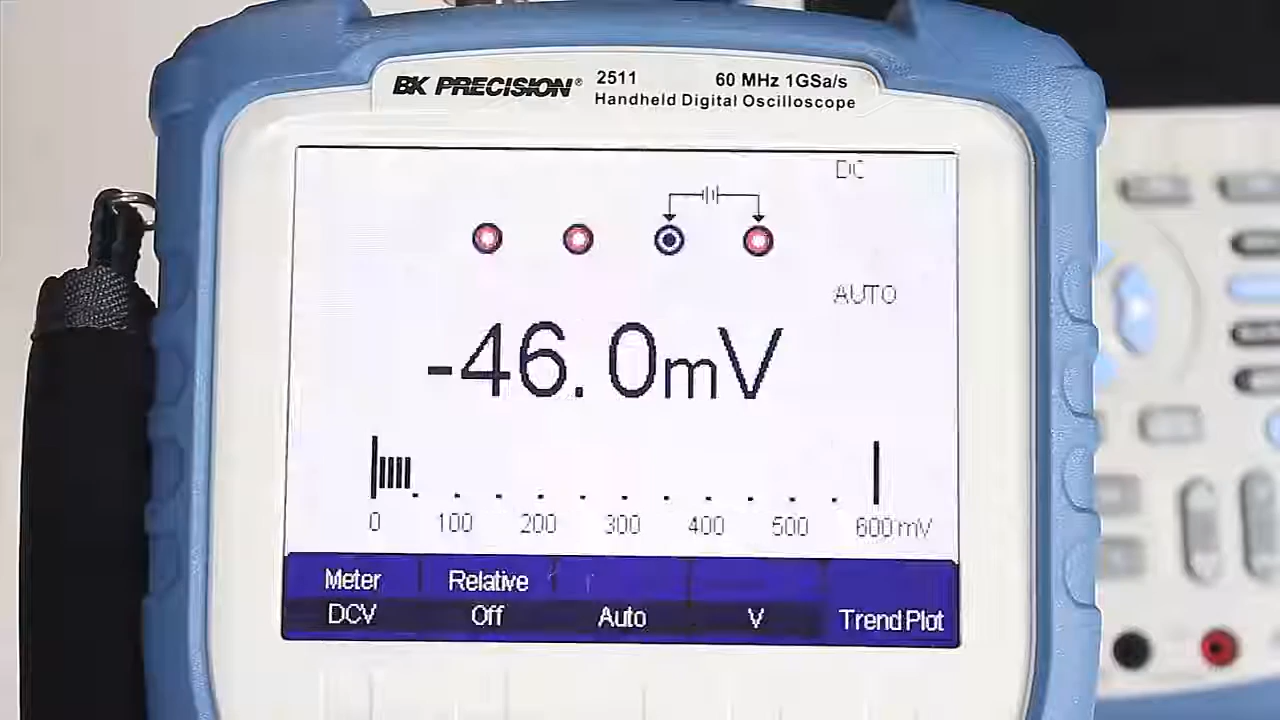 BK PRECISION® 2511 60 MHz 1GSa/s
Handheld Digital Oscilloscope
DC
AUTO
-46.0mV
0 100 200 300 400 500 600 mV
Meter Relative
DCV Off Auto V Trend Plot